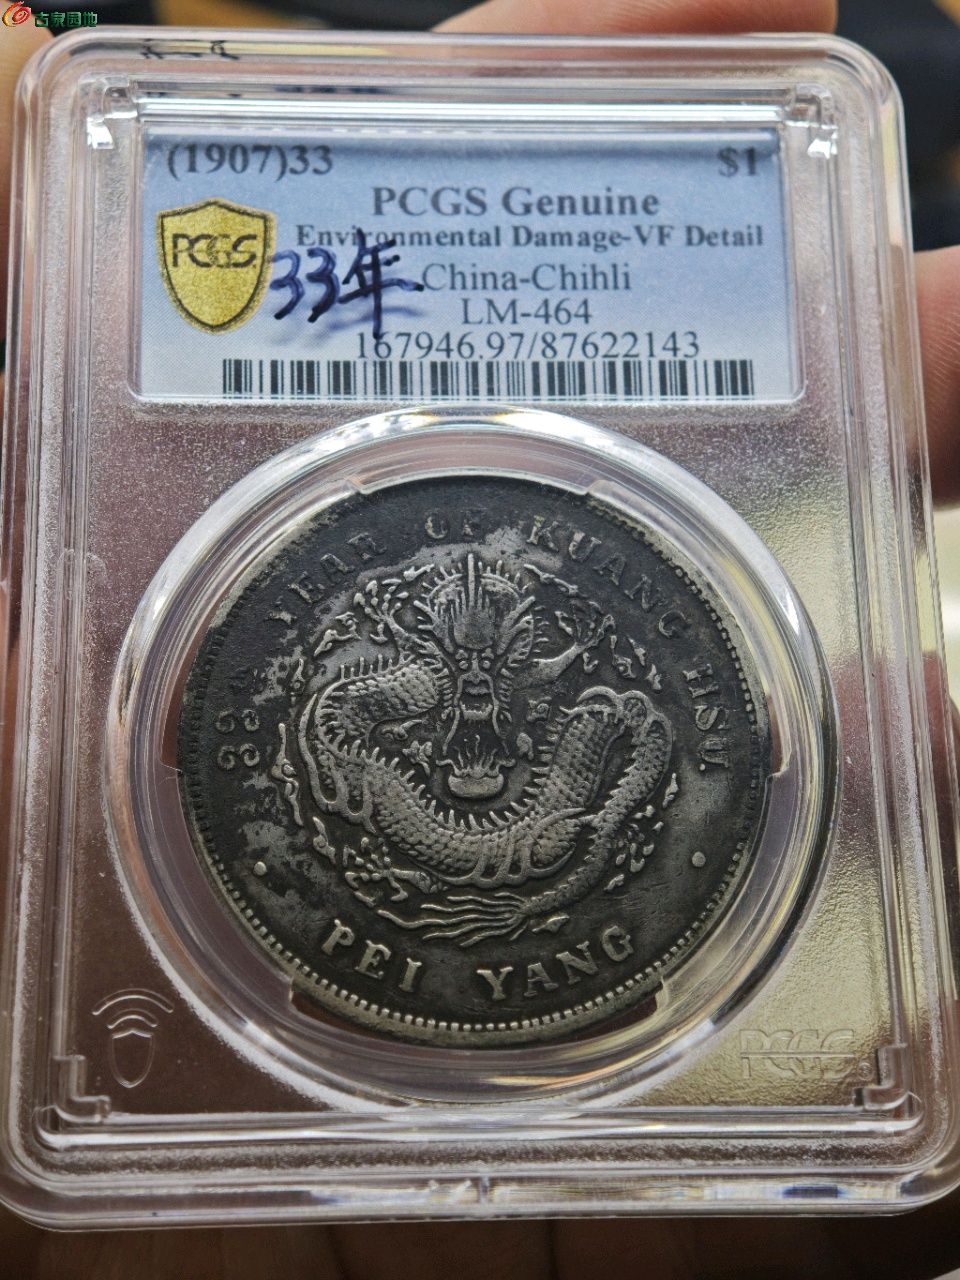 古泉园地
(1907)33 $1
PCGS Genuine
Environmental Damage-VF Detail
PCGS
33年
China-Chihli
LM-464
167946.97/87622143
33RD YEAR OF KUANG HSU.
PEI YANG
PCGS